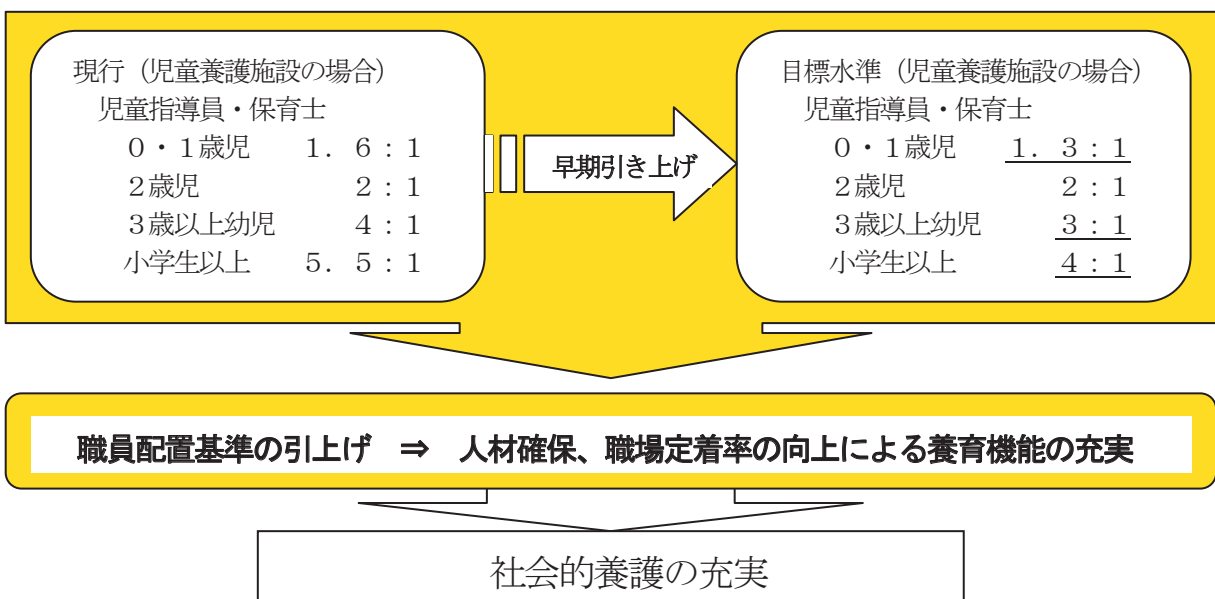 現行（児童養護施設の場合）
児童指導員・保育士
０・１歳児　１．６：１
２歳児　２：１
３歳以上幼児　４：１
小学生以上　５．５：１
早期引き上げ
目標水準（児童養護施設の場合）
児童指導員・保育士
０・１歳児　１．３：１
２歳児　２：１
３歳以上幼児　３：１
小学生以上　４：１
職員配置基準の引上げ　⇒　人材確保、職場定着率の向上による養育機能の充実
社会的養護の充実